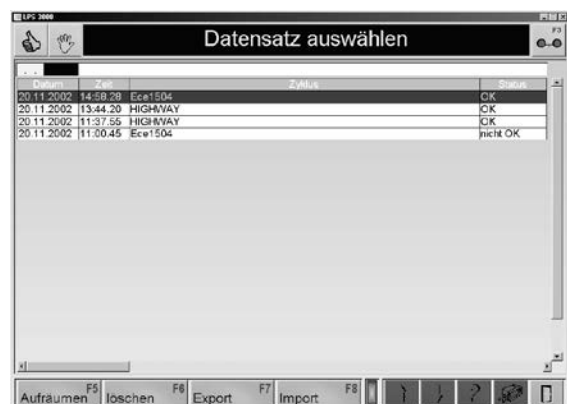 LPS 3000
Datensatz auswählen
F3
. .
Datum Zeit Zyklus Status
20.11.2002 14:58.28 Ece1504 OK
20.11.2002 13:44.20 HIGHWAY OK
20.11.2002 11:37.55 HIGHWAY OK
20.11.2002 11:00.45 Ece1504 nicht OK
Aufräumen F5 löschen F6 Export F7 Import F8 ?